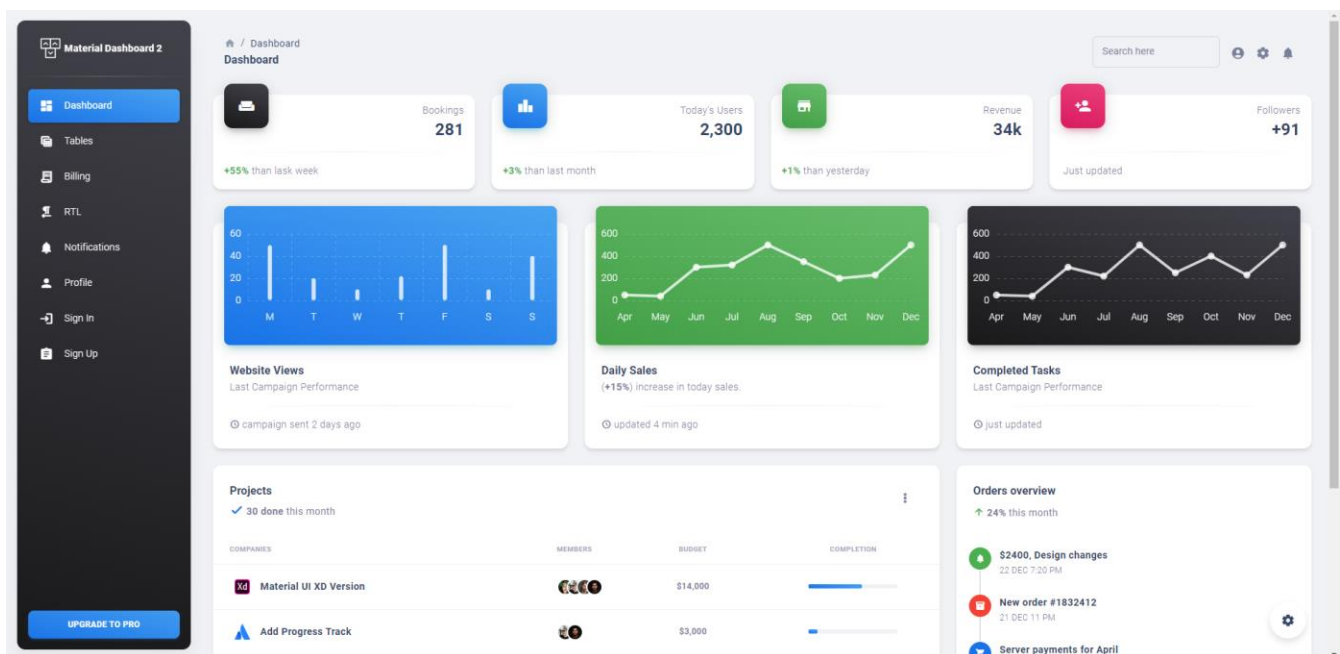 Material Dashboard 2
Dashboard
Tables
Billing
RTL
Notifications
Profile
Sign In
Sign Up
UPGRADE TO PRO
/ Dashboard
Dashboard
Search here
Bookings
281
+55% than lask week
Today's Users
2,300
+3% than last month
Revenue
34k
+1% than yesterday
Followers
+91
Just updated
60
40
20
0
M T W T F S S
Website Views
Last Campaign Performance
campaign sent 2 days ago
600
400
200
0
Apr May Jun Jul Aug Sep Oct Nov Dec
Daily Sales
(+15%) increase in today sales.
updated 4 min ago
600
400
200
0
Apr May Jun Jul Aug Sep Oct Nov Dec
Completed Tasks
Last Campaign Performance
just updated
Projects
30 done this month
COMPANIES MEMBERS BUDGET COMPLETION
Xd Material UI XD Version $14,000
Add Progress Track $3,000
Orders overview
24% this month
$2400, Design changes
22 DEC 7:20 PM
New order #1832412
21 DEC 11 PM
Server payments for April